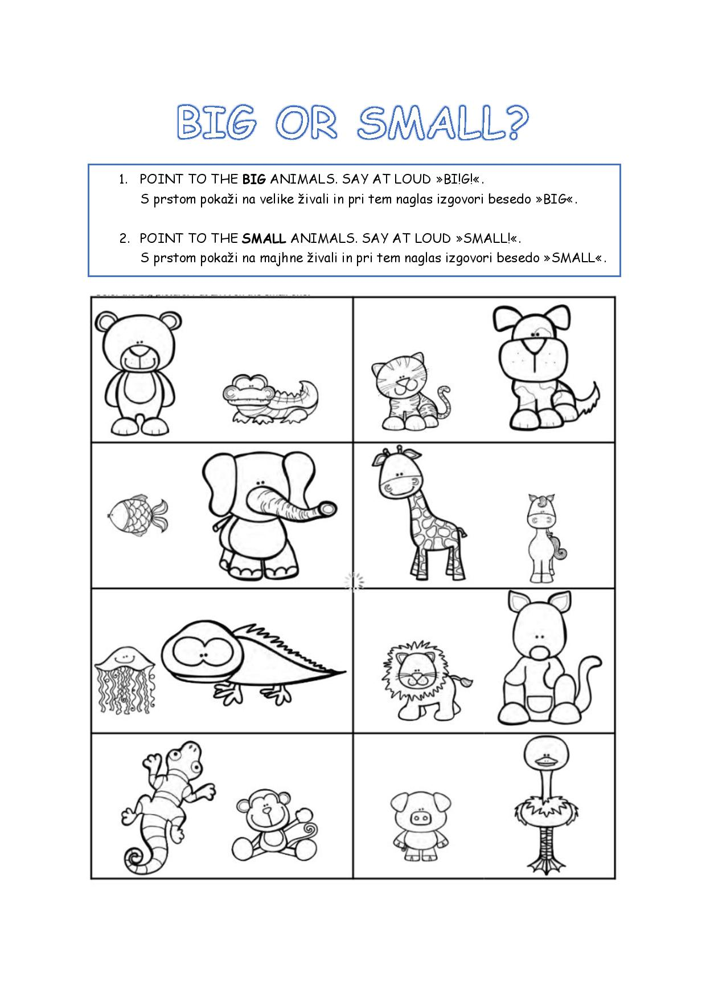 BIG OR SMALL?
1. POINT TO THE BIG ANIMALS. SAY AT LOUD »BI!G!«.
S prstom pokaži na velike živali in pri tem naglas izgovori besedo »BIG«.
2. POINT TO THE SMALL ANIMALS. SAY AT LOUD »SMALL!«.
S prstom pokaži na majhne živali in pri tem naglas izgovori besedo »SMALL«.